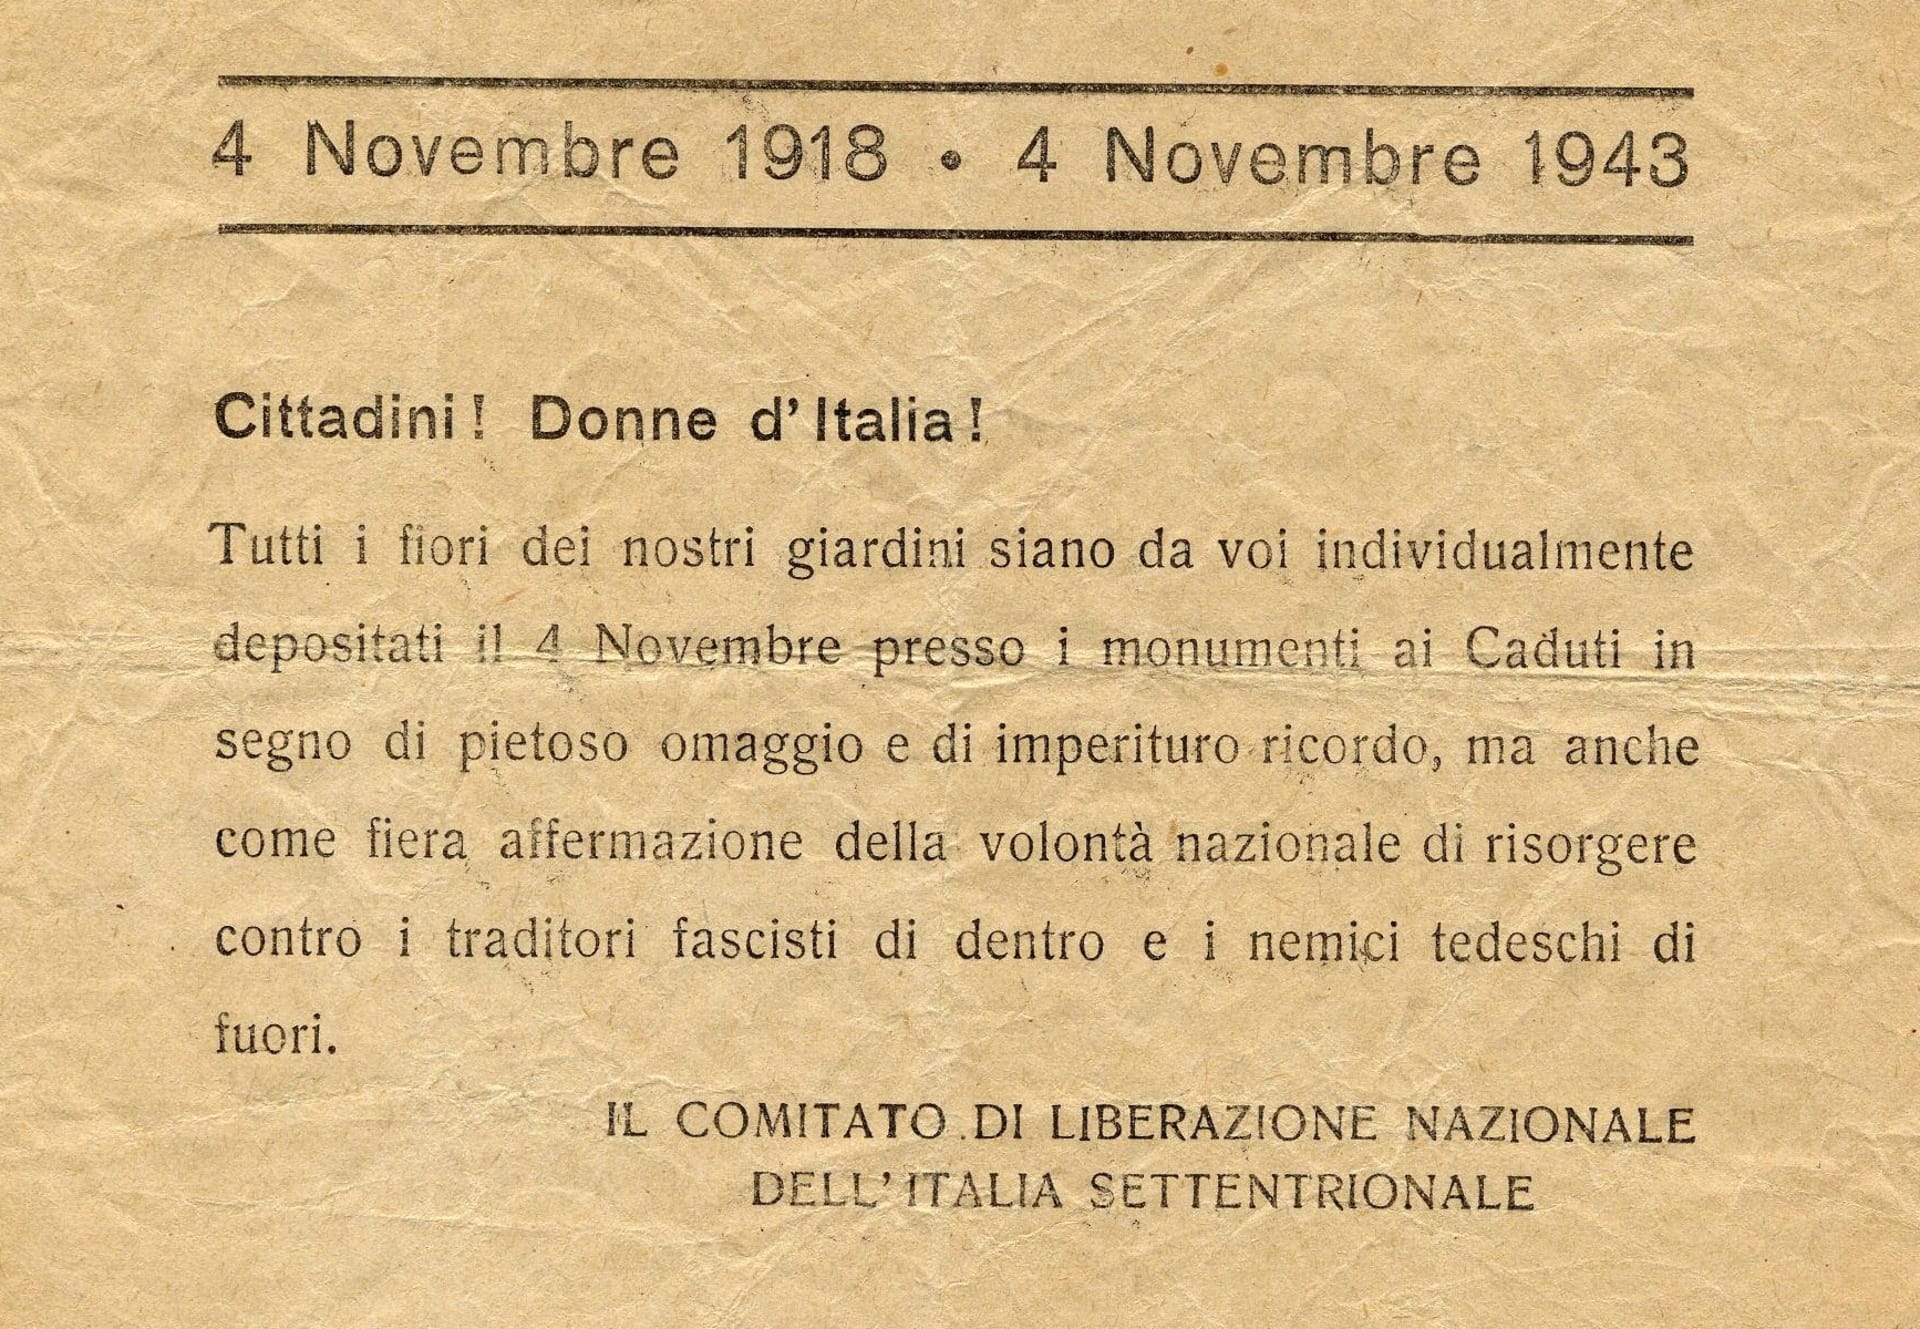 4 Novembre 1918 • 4 Novembre 1943
Cittadini! Donne d'Italia!
Tutti i fiori dei nostri giardini siano da voi individualmente
depositati il 4 Novembre presso i monumenti ai Caduti in
segno di pietoso omaggio e di imperituro ricordo, ma anche
come fiera affermazione della volontà nazionale di risorgere
contro i traditori fascisti di dentro e i nemici tedeschi di
fuori.
IL COMITATO DI LIBERAZIONE NAZIONALE
DELL'ITALIA SETTENTRIONALE